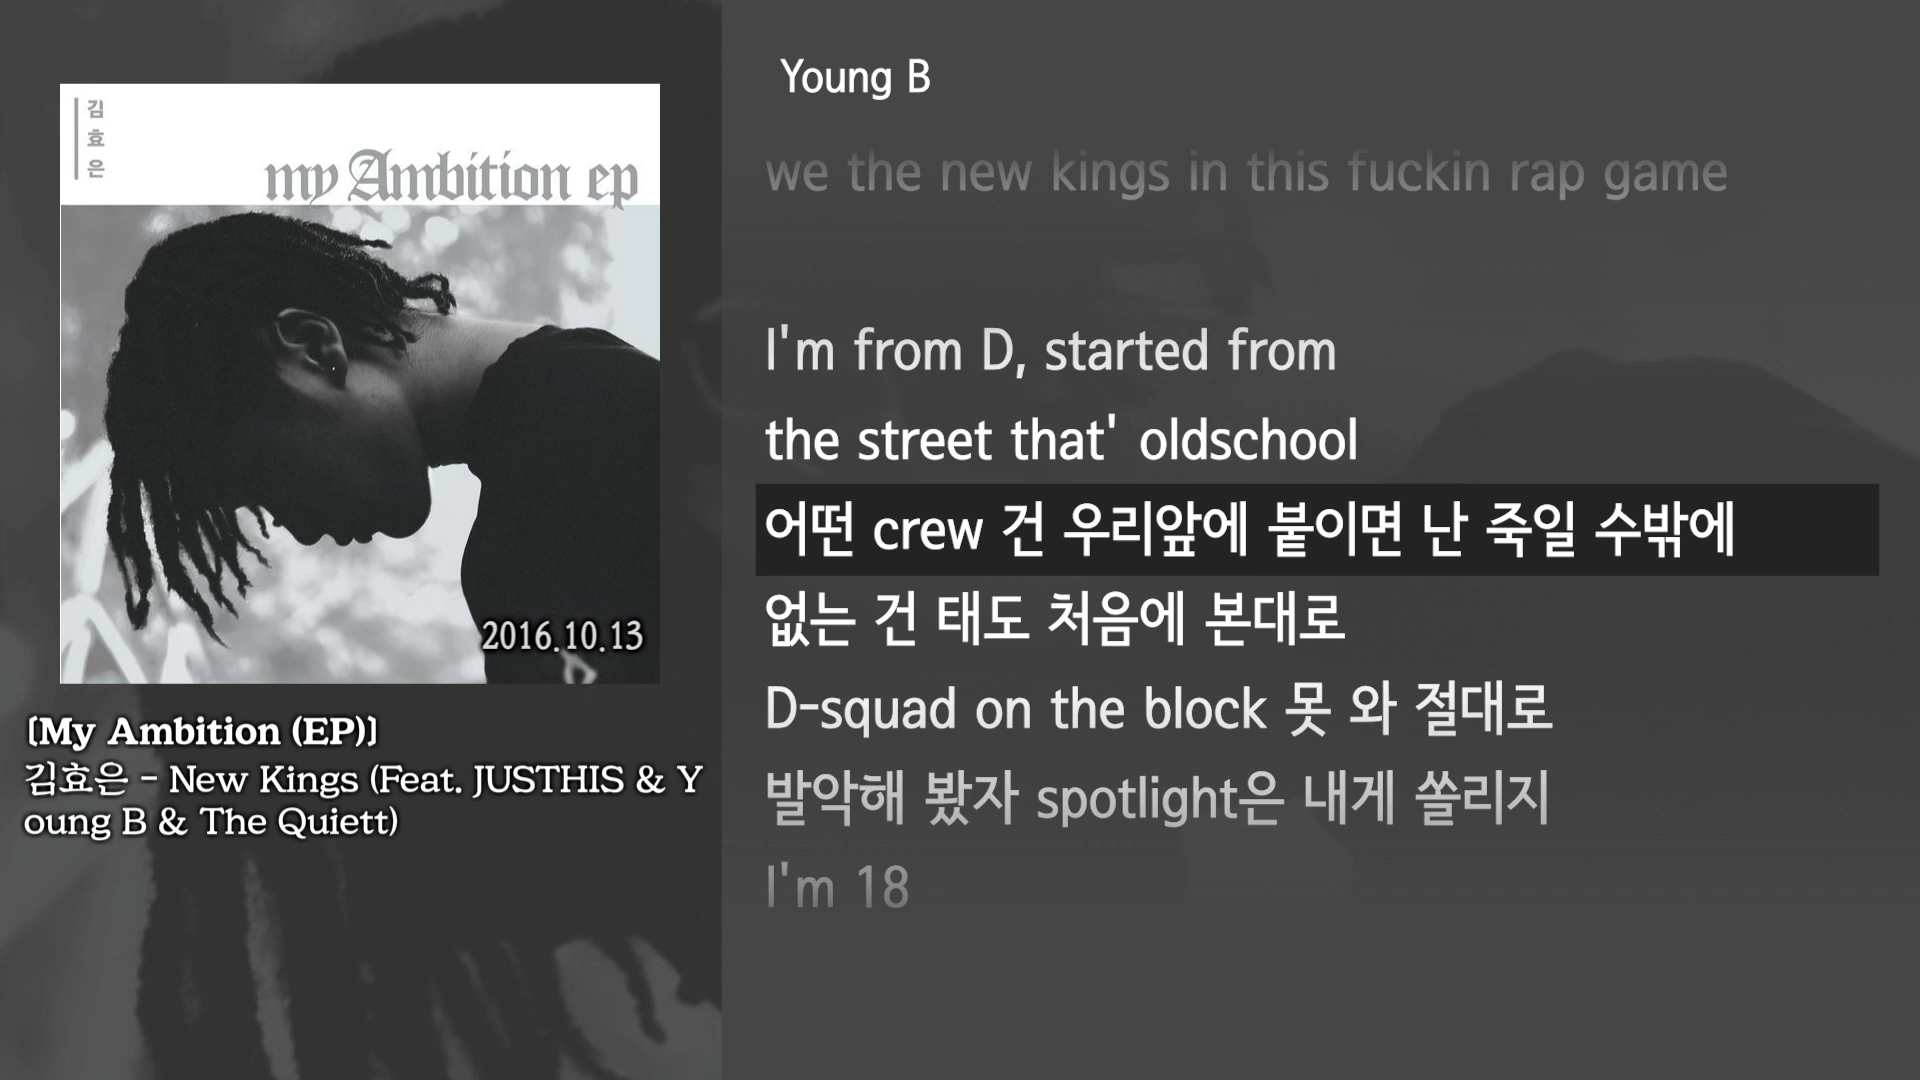 김효은
my Ambition ep
2016.10.13
[My Ambition (EP)]
김효은 - New Kings (Feat. JUSTHIS & Y
oung B & The Quiett)
Young B
we the new kings in this fuckin rap game
I'm from D, started from
the street that' oldschool
어떤 crew 건 우리앞에 붙이면 난 죽일 수밖에
없는 건 태도 처음에 본대로
D-squad on the block 못 와 절대로
발악해 봤자 spotlight은 내게 쏠리지
I'm 18